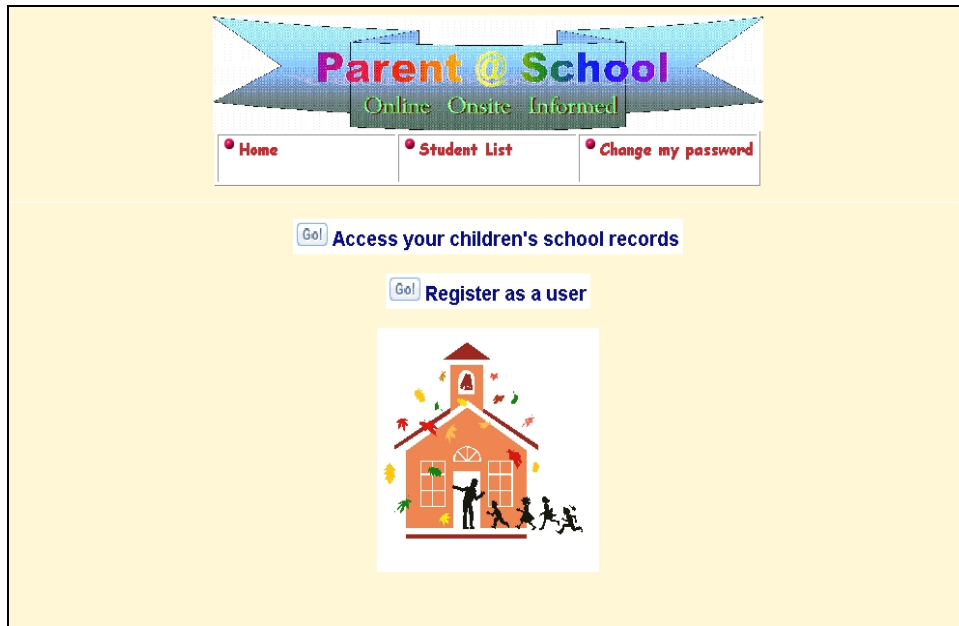 Parent @ School
Online Onsite Informed
Home
Student List
Change my password
Go! Access your children's school records
Go! Register as a user